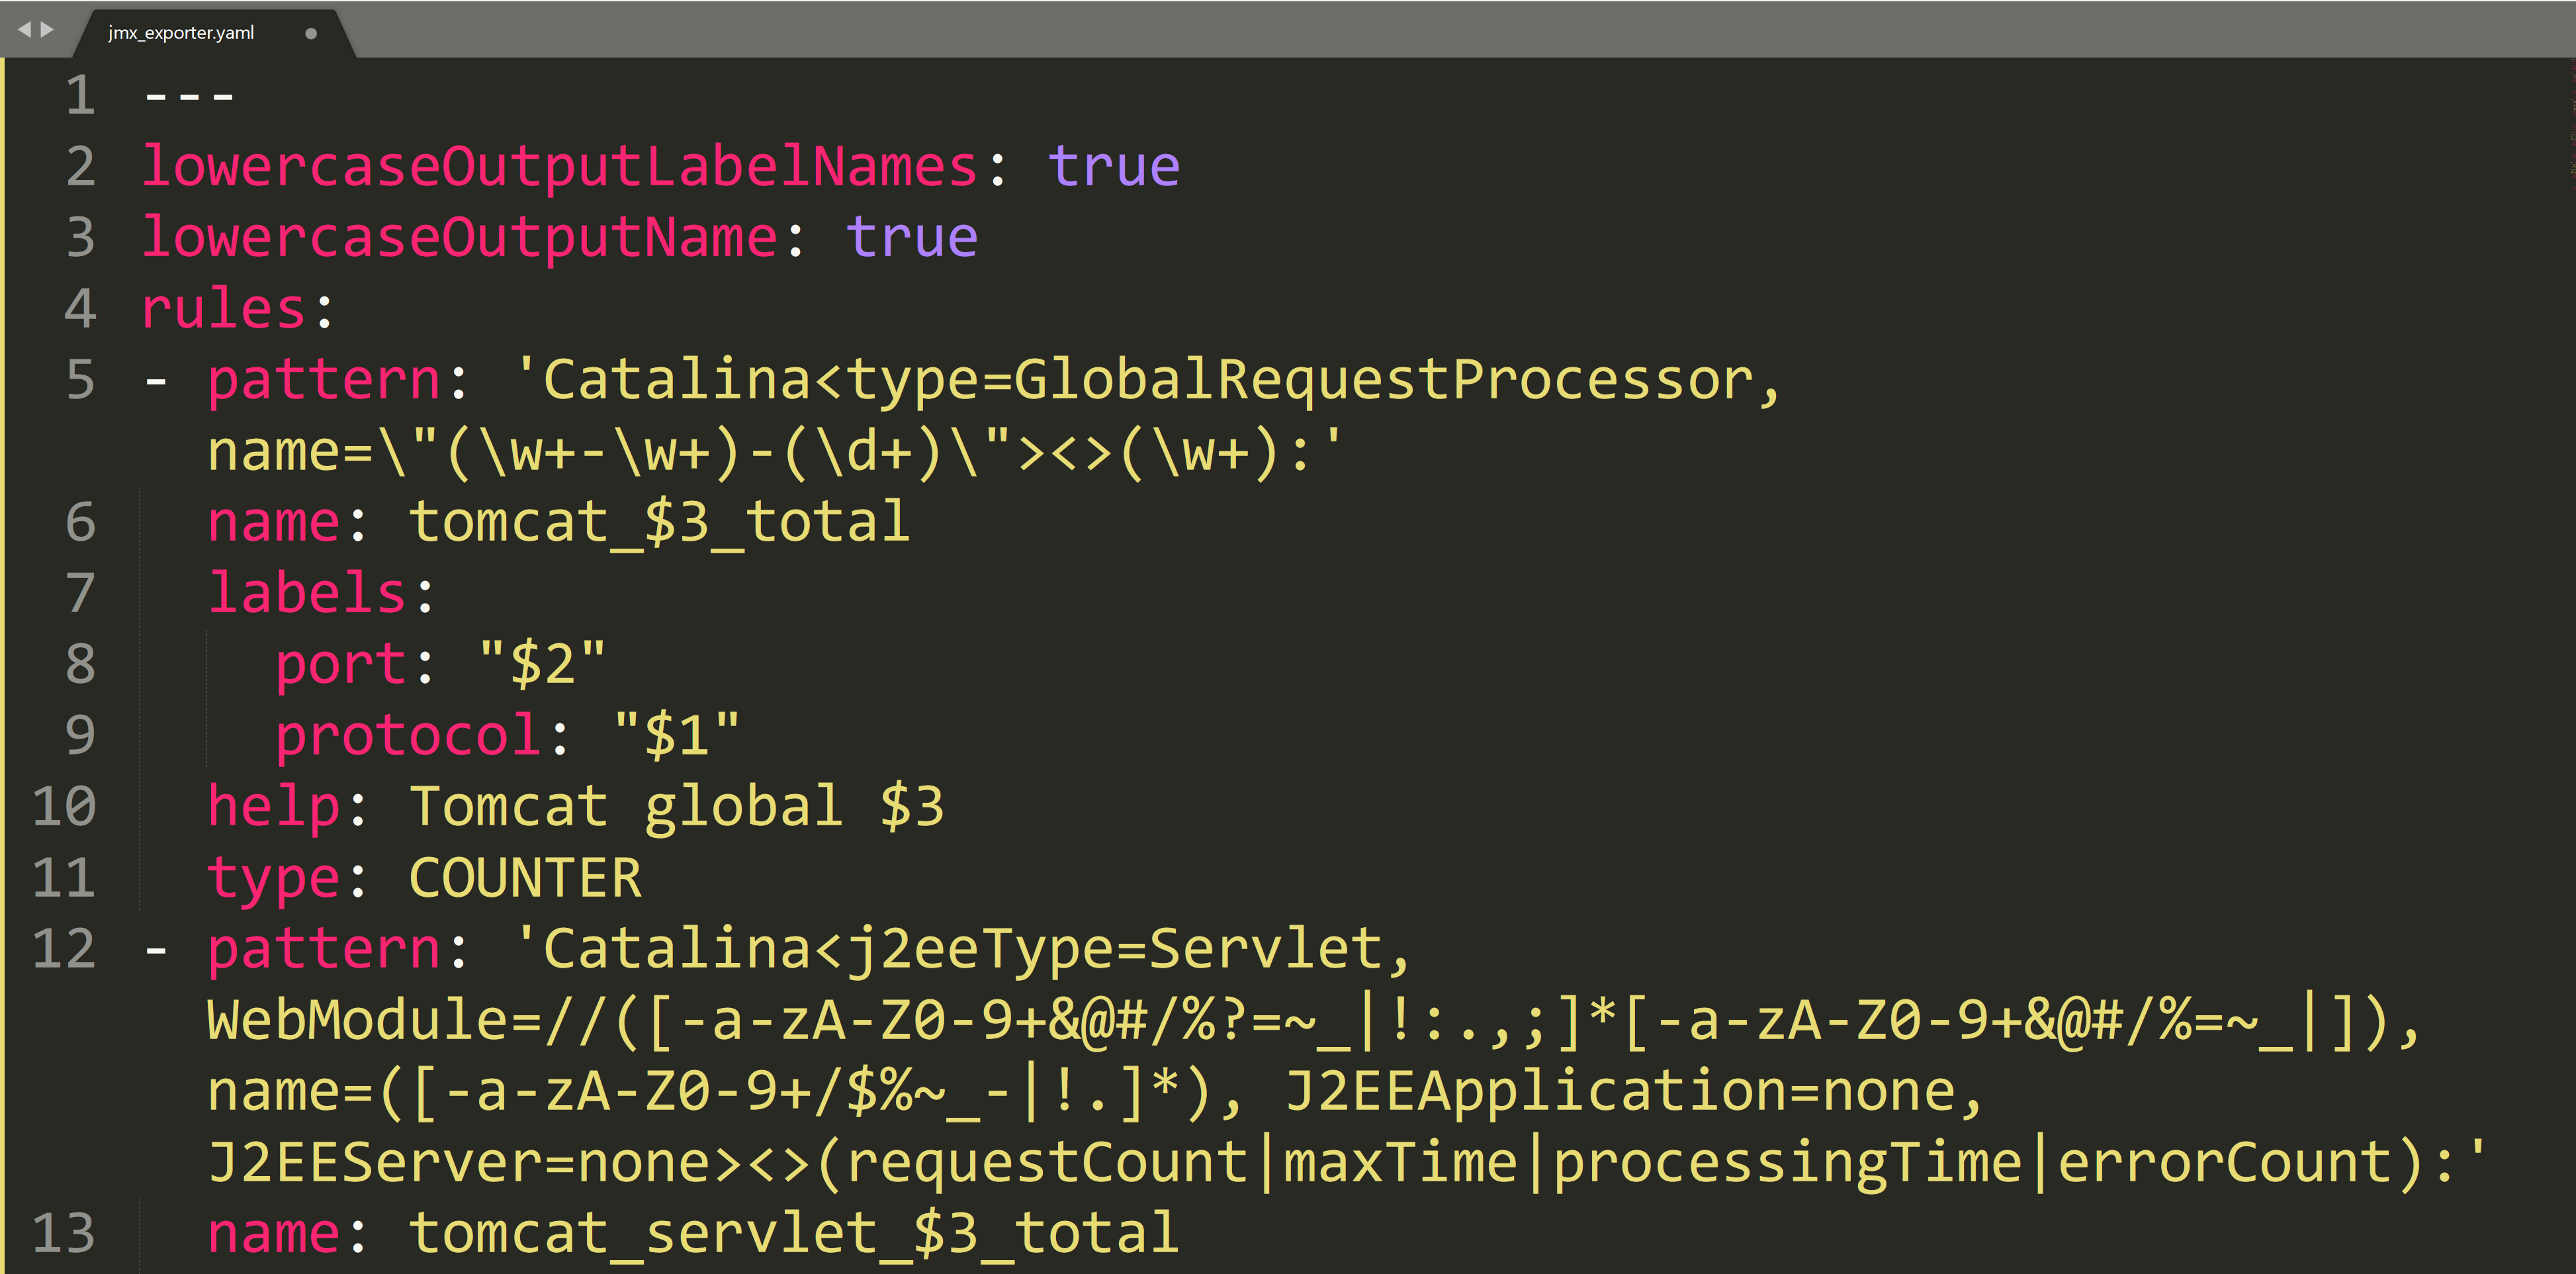 jmx_exporter.yaml
1 ---
2 lowercaseOutputLabelNames: true
3 lowercaseOutputName: true
4 rules:
5 - pattern: 'Catalina<type=GlobalRequestProcessor,
name=\"(\w+-\w+)-(\d+)\"><>(\w+):'
6 name: tomcat_$3_total
7 labels:
8 port: "$2"
9 protocol: "$1"
10 help: Tomcat global $3
11 type: COUNTER
12 - pattern: 'Catalina<j2eeType=Servlet,
WebModule=//([-a-zA-Z0-9+&@#/%?=~_|!:.,;]*[-a-zA-Z0-9+&@#/%=~_|]),
name=([-a-zA-Z0-9+/$%~_-|!.]*), J2EEApplication=none,
J2EEServer=none><>(requestCount|maxTime|processingTime|errorCount):'
13 name: tomcat_servlet_$3_total